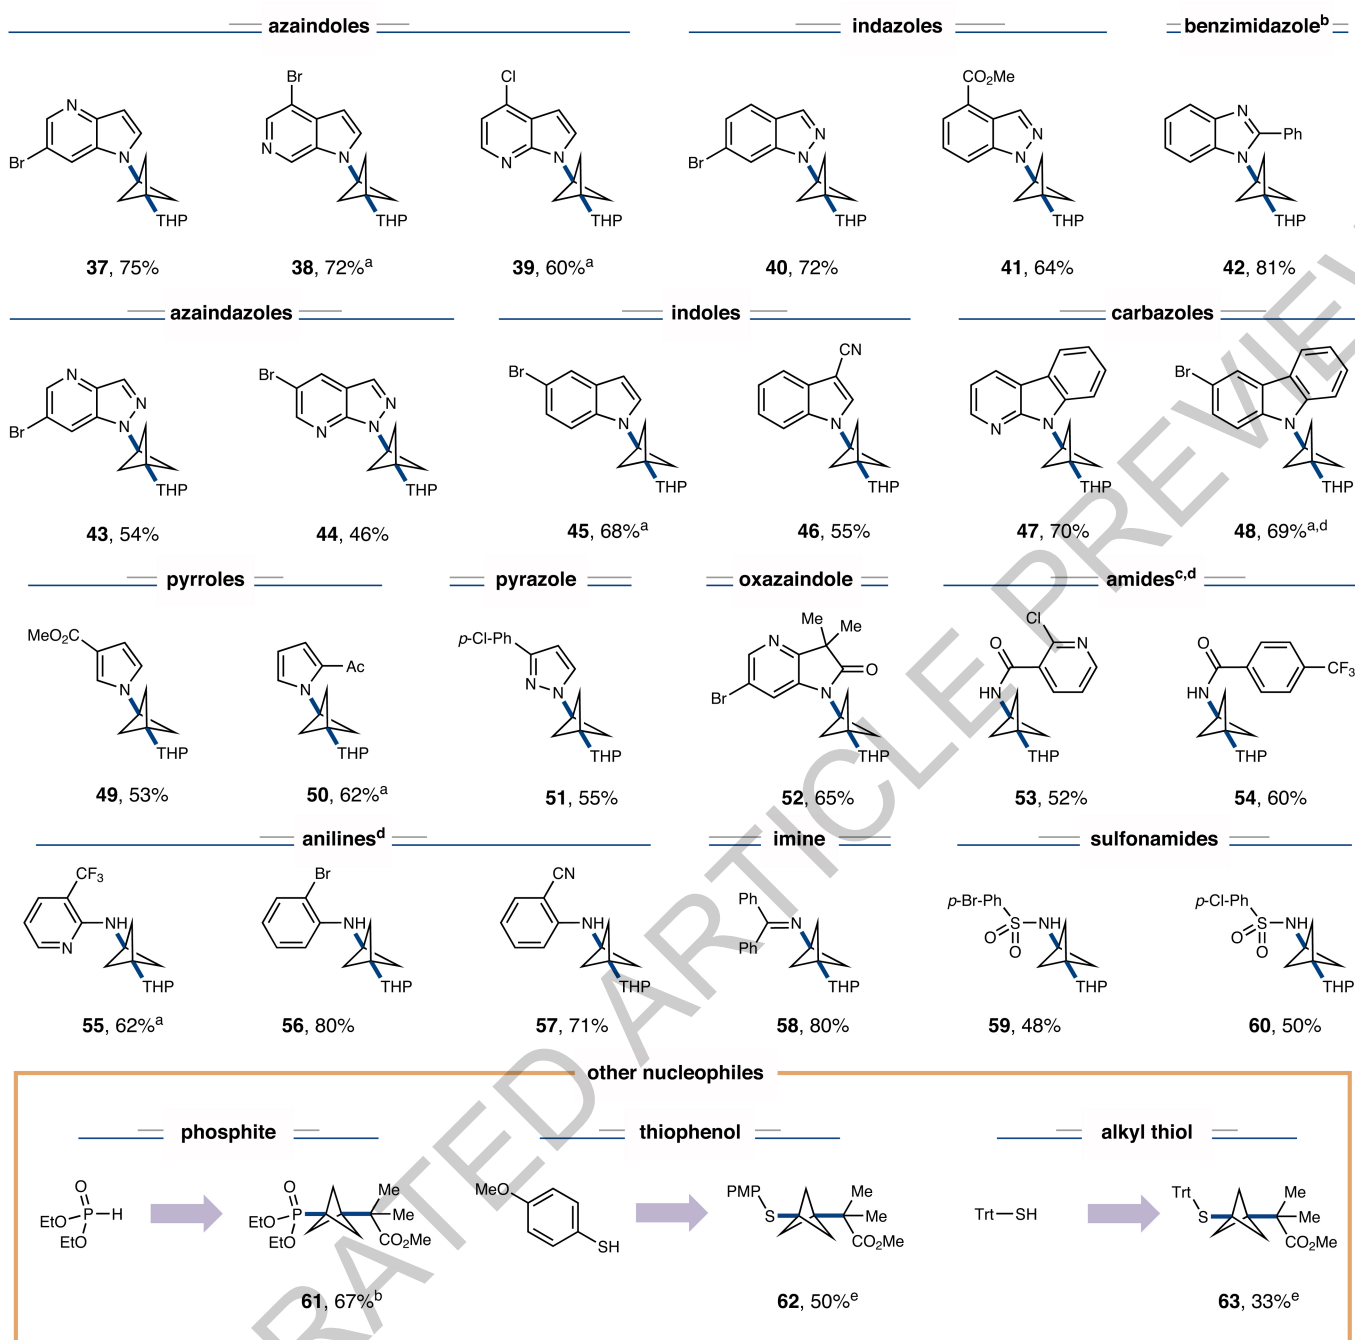 azaindoles indazoles benzimidazole^b
Br CO2Me
Cl
N N N
N N N Ph
Br N N Br N N N
N N
THP THP THP THP THP THP
37, 75% 38, 72%^a 39, 60%^a 40, 72% 41, 64% 42, 81%
azaindazoles indoles carbazoles
CN
N Br Br Br
N N
Br N N N N N N N N
THP THP THP THP THP THP
43, 54% 44, 46% 45, 68%^a 46, 55% 47, 70% 48, 69%^a,d
pyrroles pyrazole oxazaindole amides^c,d
Me Me Cl
MeO2C p-Cl-Ph N O N O
Ac O CF3
N N N N Br N HN HN
THP THP THP THP THP THP
49, 53% 50, 62%^a 51, 55% 52, 65% 53, 52% 54, 60%
anilines^d imine sulfonamides
CF3 Br CN
Ph p-Br-Ph p-Cl-Ph
NH NH NH N S NH S NH
N Ph O O O O
THP THP THP THP THP THP
55, 62%^a 56, 80% 57, 71% 58, 80% 59, 48% 60, 50%
other nucleophiles
phosphite thiophenol alkyl thiol
O O Me MeO PMP Me Trt Me
EtO P H EtO P Me S Me Trt SH S Me
EtO EtO CO2Me SH CO2Me CO2Me
61, 67%^b 62, 50%^e 63, 33%^e
RATED ARTICLE PREVIEW